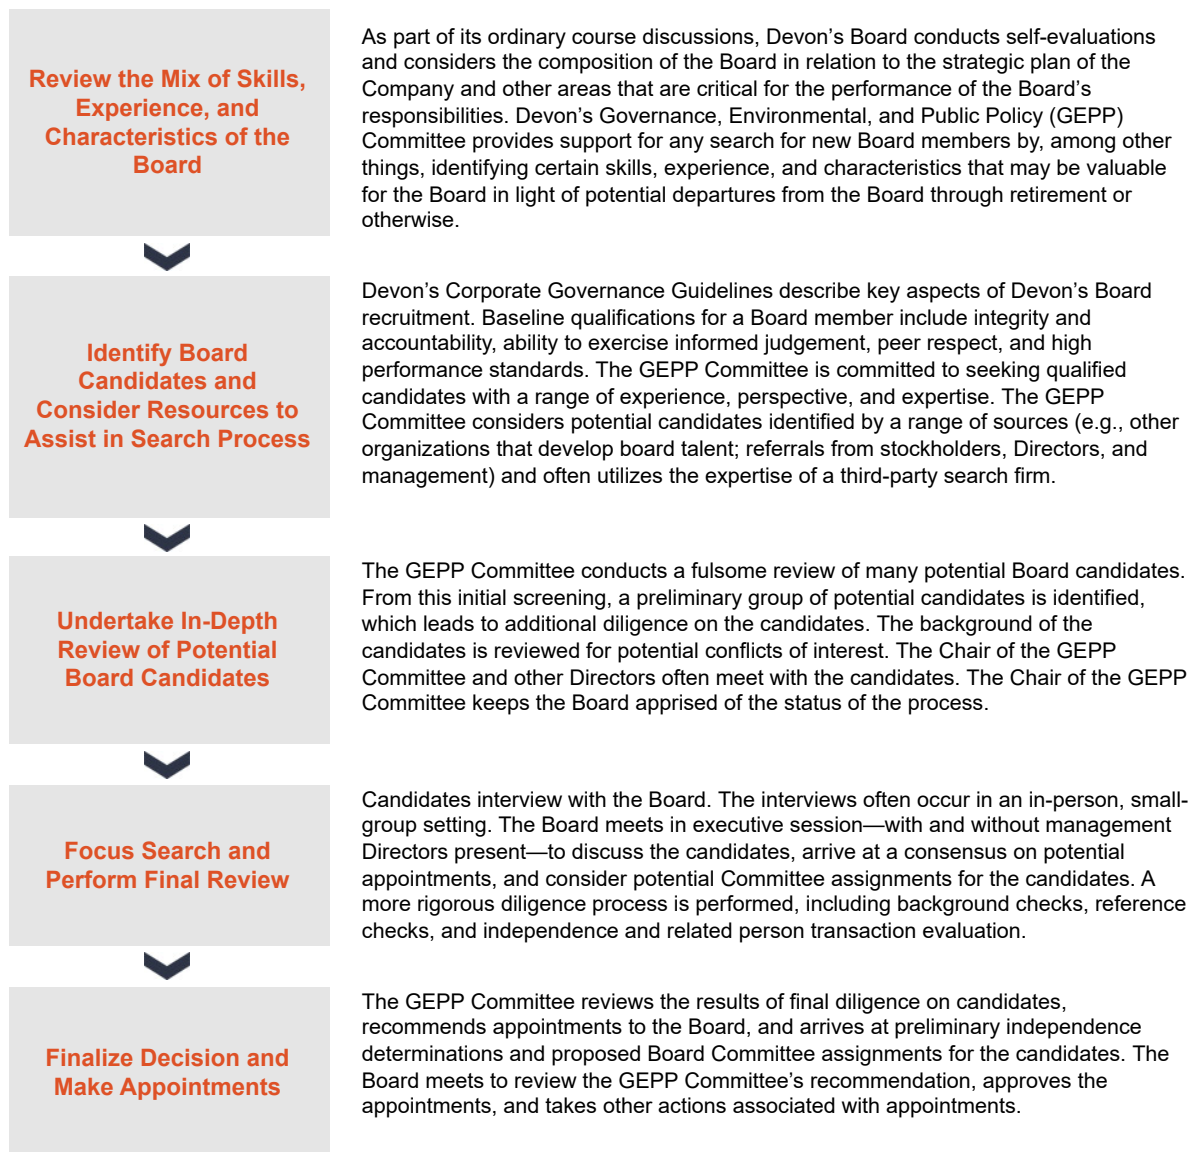 Review the Mix of Skills,
Experience, and
Characteristics of the
Board
As part of its ordinary course discussions, Devon’s Board conducts self-evaluations
and considers the composition of the Board in relation to the strategic plan of the
Company and other areas that are critical for the performance of the Board’s
responsibilities. Devon’s Governance, Environmental, and Public Policy (GEPP)
Committee provides support for any search for new Board members by, among other
things, identifying certain skills, experience, and characteristics that may be valuable
for the Board in light of potential departures from the Board through retirement or
otherwise.
Identify Board
Candidates and
Consider Resources to
Assist in Search Process
Devon’s Corporate Governance Guidelines describe key aspects of Devon’s Board
recruitment. Baseline qualifications for a Board member include integrity and
accountability, ability to exercise informed judgement, peer respect, and high
performance standards. The GEPP Committee is committed to seeking qualified
candidates with a range of experience, perspective, and expertise. The GEPP
Committee considers potential candidates identified by a range of sources (e.g., other
organizations that develop board talent; referrals from stockholders, Directors, and
management) and often utilizes the expertise of a third-party search firm.
Undertake In-Depth
Review of Potential
Board Candidates
The GEPP Committee conducts a fulsome review of many potential Board candidates.
From this initial screening, a preliminary group of potential candidates is identified,
which leads to additional diligence on the candidates. The background of the
candidates is reviewed for potential conflicts of interest. The Chair of the GEPP
Committee and other Directors often meet with the candidates. The Chair of the GEPP
Committee keeps the Board apprised of the status of the process.
Focus Search and
Perform Final Review
Candidates interview with the Board. The interviews often occur in an in-person, small-
group setting. The Board meets in executive session—with and without management
Directors present—to discuss the candidates, arrive at a consensus on potential
appointments, and consider potential Committee assignments for the candidates. A
more rigorous diligence process is performed, including background checks, reference
checks, and independence and related person transaction evaluation.
Finalize Decision and
Make Appointments
The GEPP Committee reviews the results of final diligence on candidates,
recommends appointments to the Board, and arrives at preliminary independence
determinations and proposed Board Committee assignments for the candidates. The
Board meets to review the GEPP Committee’s recommendation, approves the
appointments, and takes other actions associated with appointments.